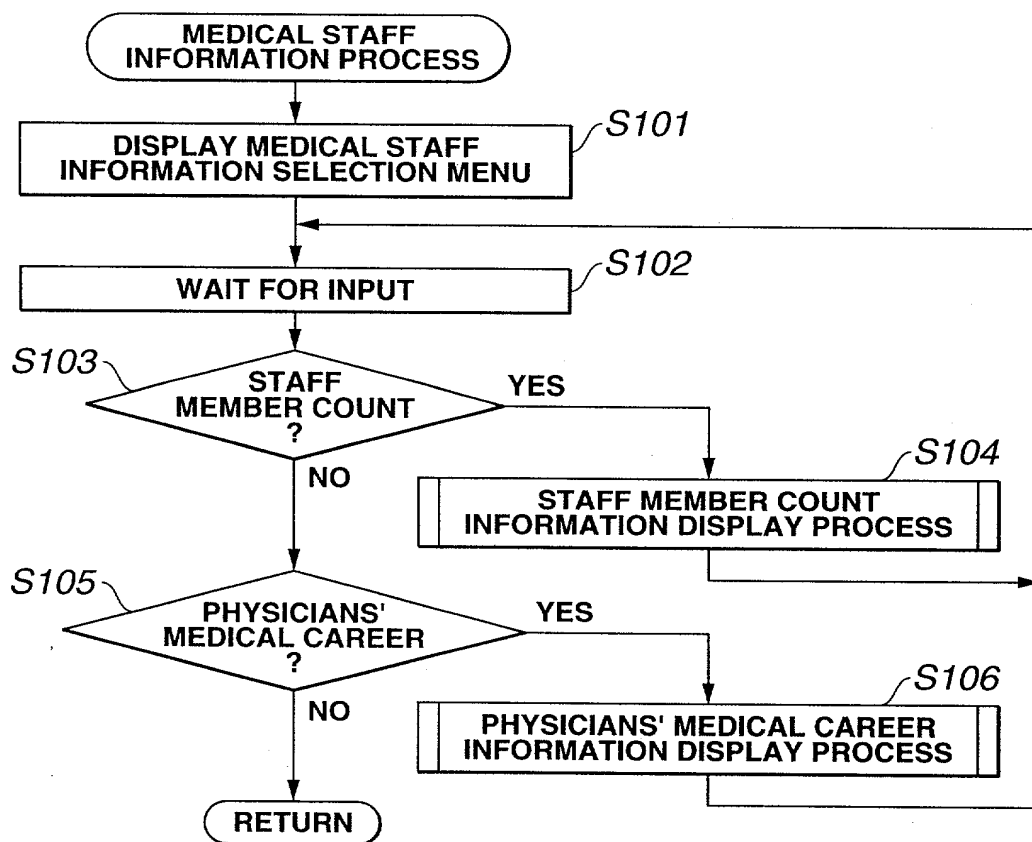 MEDICAL STAFF
INFORMATION PROCESS
S101
DISPLAY MEDICAL STAFF
INFORMATION SELECTION MENU
S102
WAIT FOR INPUT
S103
STAFF
MEMBER COUNT
?
YES
NO
S104
STAFF MEMBER COUNT
INFORMATION DISPLAY PROCESS
S105
PHYSICIANS'
MEDICAL CAREER
?
YES
NO
S106
PHYSICIANS' MEDICAL CAREER
INFORMATION DISPLAY PROCESS
RETURN